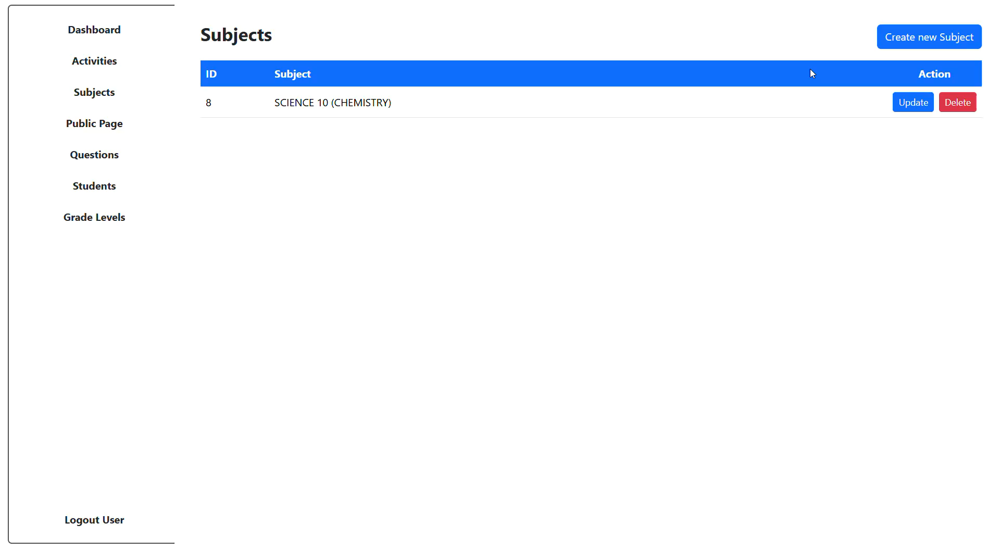 Dashboard
Activities
Subjects
Public Page
Questions
Students
Grade Levels
Logout User
Subjects
Create new Subject
ID Subject Action
8 SCIENCE 10 (CHEMISTRY) Update Delete